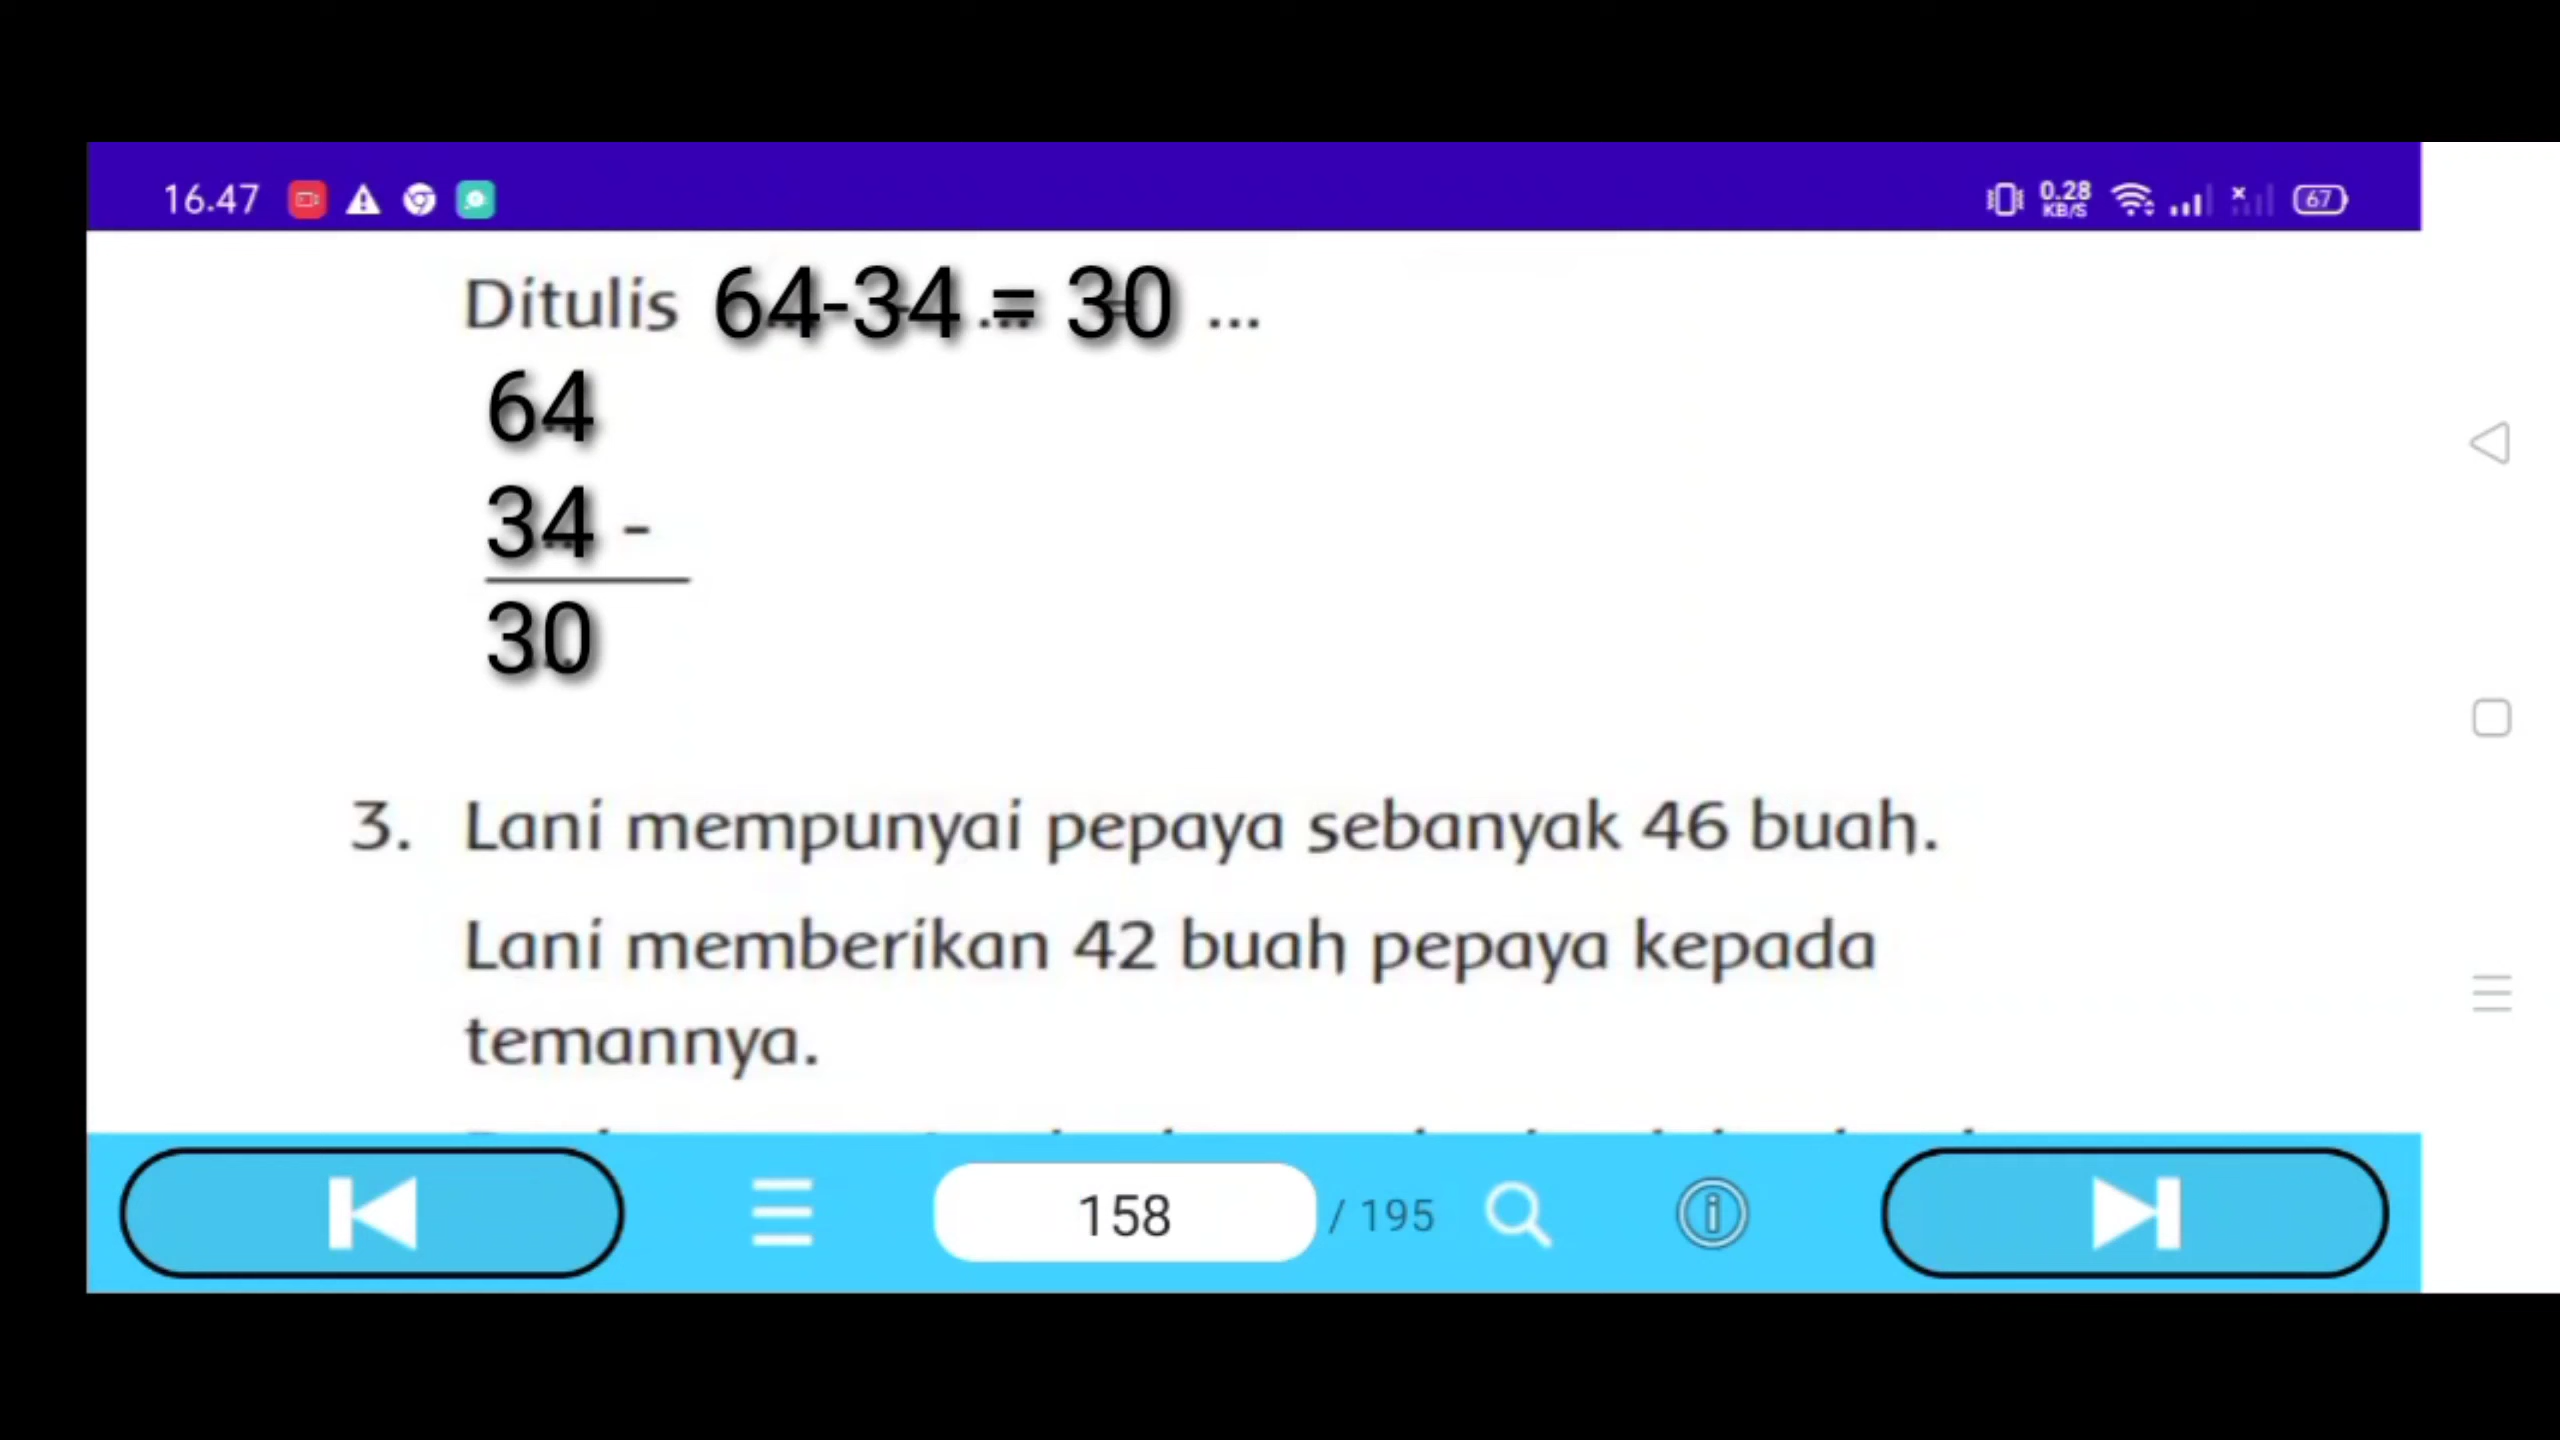 16.47 0.28 KB/S 67
Ditulis 64-34 = 30 ...
64
34 -
30
3. Lani mempunyai pepaya sebanyak 46 buah.
Lani memberikan 42 buah pepaya kepada
temannya.
158 / 195